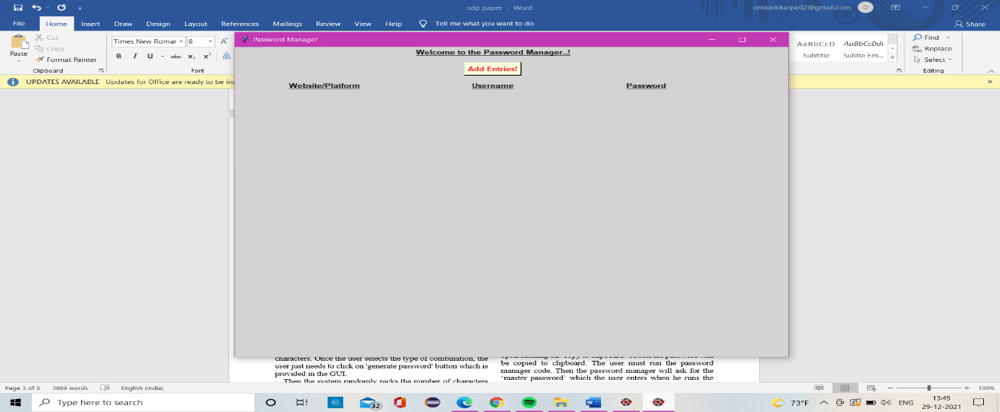 sdp paper - Word
omkarbkarpe02@gmail.com
O
File Home Insert Draw Design Layout References Mailings Review View Help Tell me what you want to do
Share
Paste
Cut
Copy
Format Painter
Clipboard
Times New Romar 8
B I U abc x₂ x² A
Font
AaBbCcD AaBbCcDdI
Subtitle Subtle Em...
Find
Replace
Select
Editing
UPDATES AVAILABLE Updates for Office are ready to be ins
Password Manager
Welcome to the Password Manager..!
Add Entries!
Website/Platform Username Password
characters. Once the user selects the type of combination, the
user just needs to click on 'generate password' button which is
provided in the GUI.
Then the system randomly picks the number of characters
be copied to clipboard. The user must run the password
manager code. Then the password manager will ask for the
'master password' which the user enters when he runs the
Page 3 of 5 2689 words English (India)
100%
Type here to search
32
73°F
ENG
13:45
29-12-2021